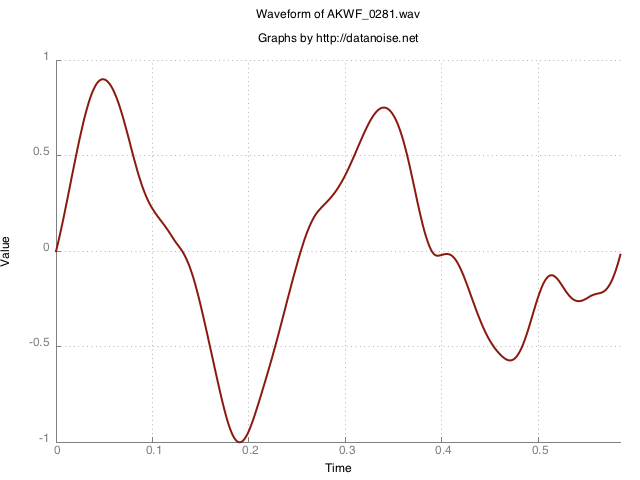 Waveform of AKWF_0281.wav
Graphs by http://datanoise.net
1
0.5
0
-0.5
-1
Value
0 0.1 0.2 0.3 0.4 0.5
Time